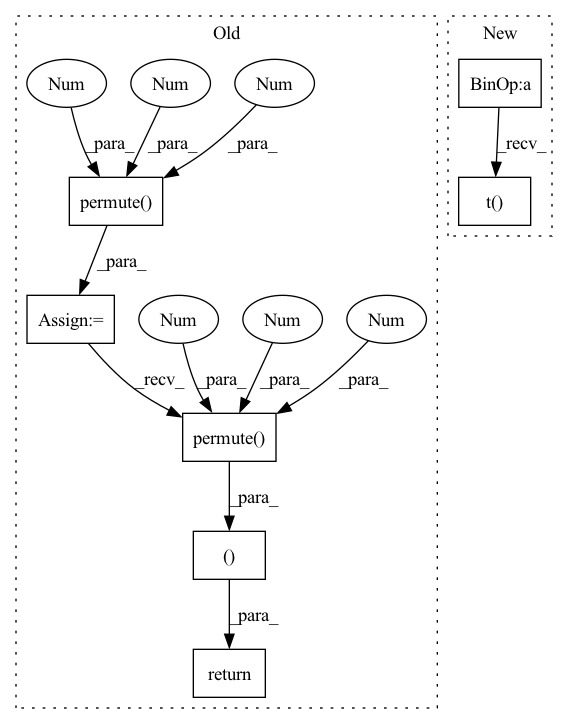 Old
New
Num
Num
Num
BinOp:a
_para_
_para_
_para_
_recv_
permute()
t()
_para_
Assign:=
Num
Num
Num
_recv_
_para_
_para_
_para_
permute()
_para_
()
_para_
return